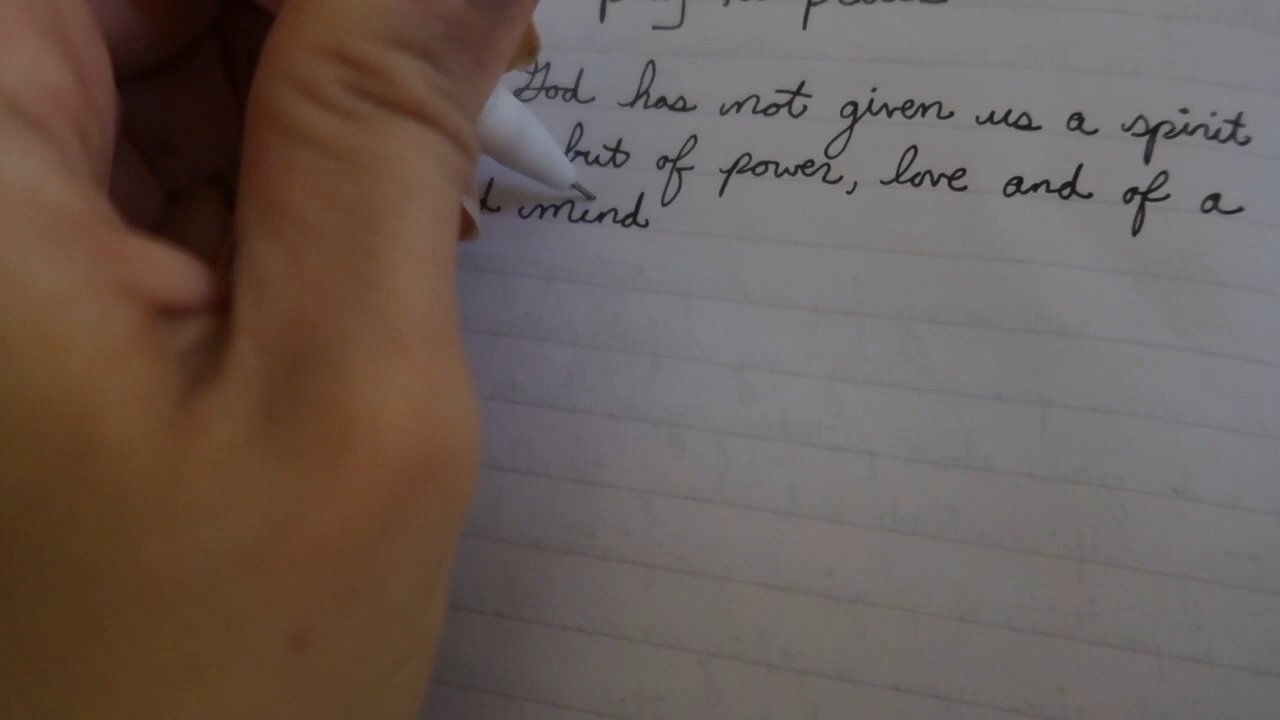 God has not given us a spirit
but of power, love and of a
mind